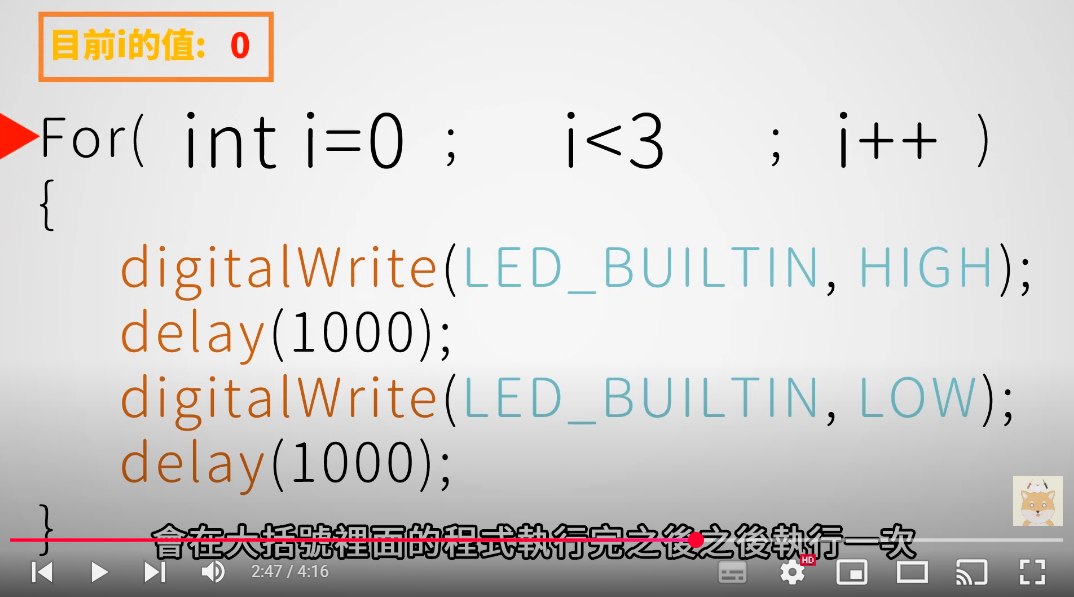 目前i的值: 0
For( int i=0 ; i<3 ; i++ )
{
digitalWrite(LED_BUILTIN, HIGH);
delay(1000);
digitalWrite(LED_BUILTIN, LOW);
delay(1000);
}
會在大括號裡面的程式執行完之後之後執行一次
2:47 / 4:16
HD